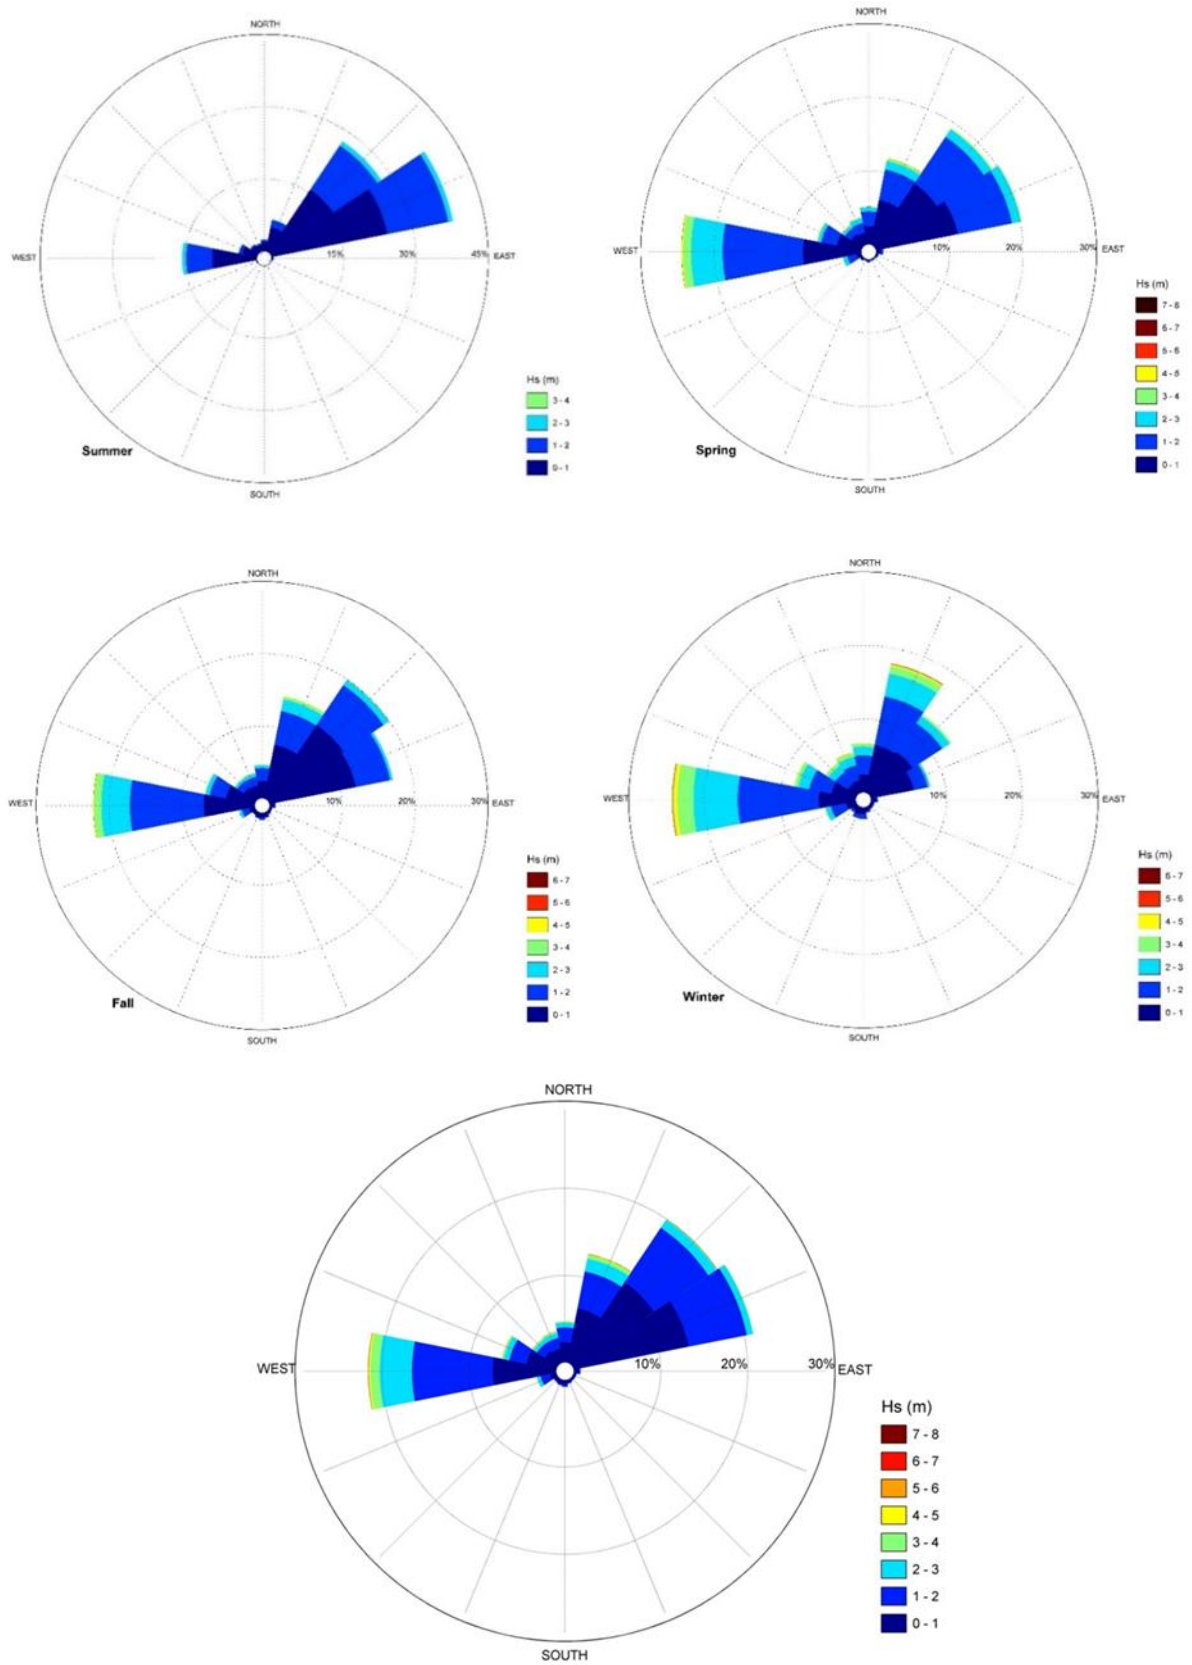 NORTH
WEST
15%
30%
45%
EAST
SOUTH
Summer
Hs (m)
3 - 4
2 - 3
1 - 2
0 - 1
NORTH
WEST
10%
20%
30%
EAST
SOUTH
Spring
Hs (m)
7 - 8
6 - 7
5 - 6
4 - 5
3 - 4
2 - 3
1 - 2
0 - 1
NORTH
WEST
10%
20%
30%
EAST
SOUTH
Fall
Hs (m)
6 - 7
5 - 6
4 - 5
3 - 4
2 - 3
1 - 2
0 - 1
NORTH
WEST
10%
20%
30%
EAST
SOUTH
Winter
Hs (m)
6 - 7
5 - 6
4 - 5
3 - 4
2 - 3
1 - 2
0 - 1
NORTH
WEST
10%
20%
30%
EAST
SOUTH
Hs (m)
7 - 8
6 - 7
5 - 6
4 - 5
3 - 4
2 - 3
1 - 2
0 - 1